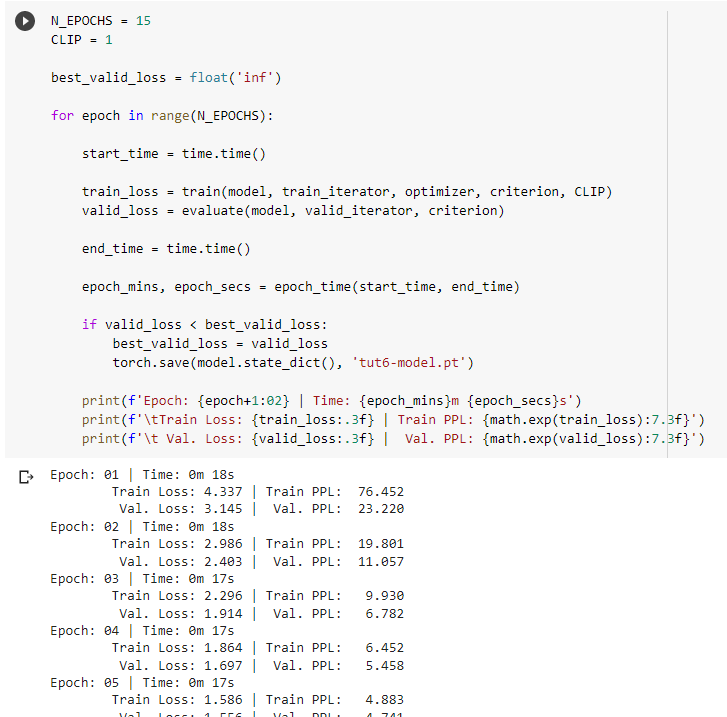 N_EPOCHS = 15
CLIP = 1
best_valid_loss = float('inf')
for epoch in range(N_EPOCHS):
start_time = time.time()
train_loss = train(model, train_iterator, optimizer, criterion, CLIP)
valid_loss = evaluate(model, valid_iterator, criterion)
end_time = time.time()
epoch_mins, epoch_secs = epoch_time(start_time, end_time)
if valid_loss < best_valid_loss:
best_valid_loss = valid_loss
torch.save(model.state_dict(), 'tut6-model.pt')
print(f'Epoch: {epoch+1:02} | Time: {epoch_mins}m {epoch_secs}s')
print(f'\tTrain Loss: {train_loss:.3f} | Train PPL: {math.exp(train_loss):7.3f}')
print(f'\t Val. Loss: {valid_loss:.3f} |  Val. PPL: {math.exp(valid_loss):7.3f}')
Epoch: 01 | Time: 0m 18s
Train Loss: 4.337 | Train PPL:  76.452
Val. Loss: 3.145 |  Val. PPL:  23.220
Epoch: 02 | Time: 0m 18s
Train Loss: 2.986 | Train PPL:  19.801
Val. Loss: 2.403 |  Val. PPL:  11.057
Epoch: 03 | Time: 0m 17s
Train Loss: 2.296 | Train PPL:   9.930
Val. Loss: 1.914 |  Val. PPL:   6.782
Epoch: 04 | Time: 0m 17s
Train Loss: 1.864 | Train PPL:   6.452
Val. Loss: 1.697 |  Val. PPL:   5.458
Epoch: 05 | Time: 0m 17s
Train Loss: 1.586 | Train PPL:   4.883
Val. Loss: 1.556 |  Val. PPL:   4.741